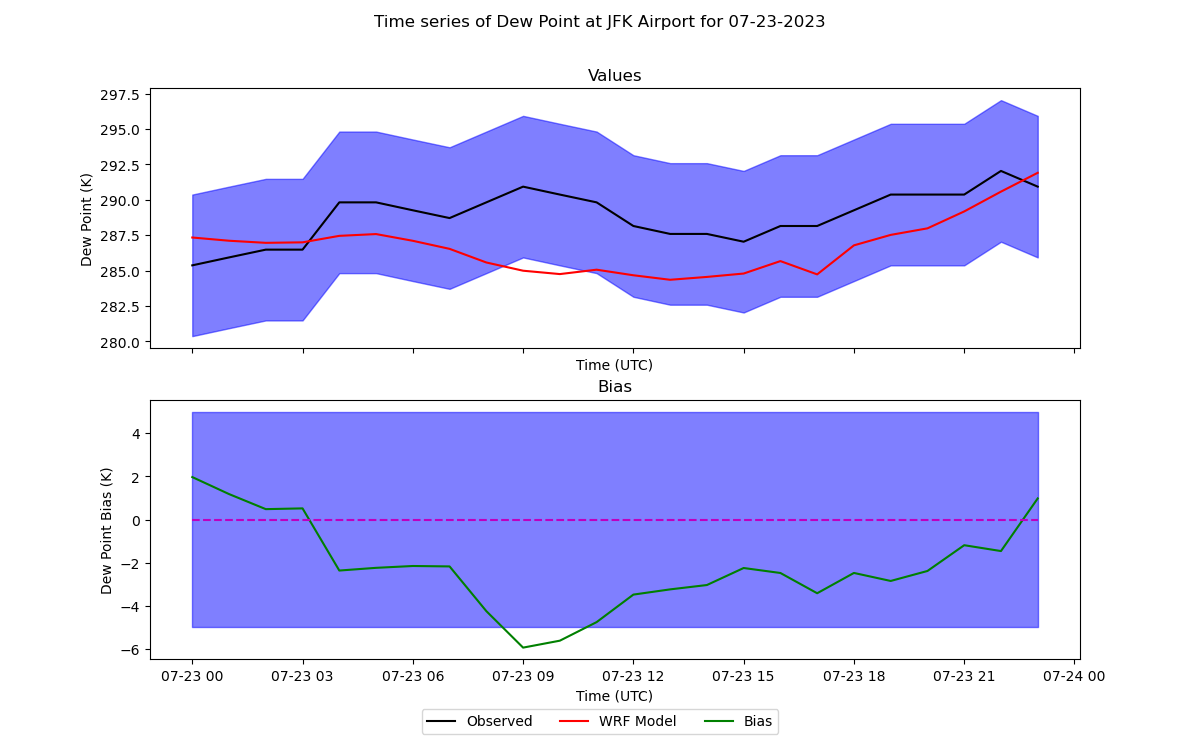 Time series of Dew Point at JFK Airport for 07-23-2023
Values
297.5
295.0
292.5
290.0
287.5
285.0
282.5
280.0
Dew Point (K)
Time (UTC)
Bias
4
2
0
−2
−4
−6
Dew Point Bias (K)
07-23 00 07-23 03 07-23 06 07-23 09 07-23 12 07-23 15 07-23 18 07-23 21 07-24 00
Time (UTC)
Observed WRF Model Bias